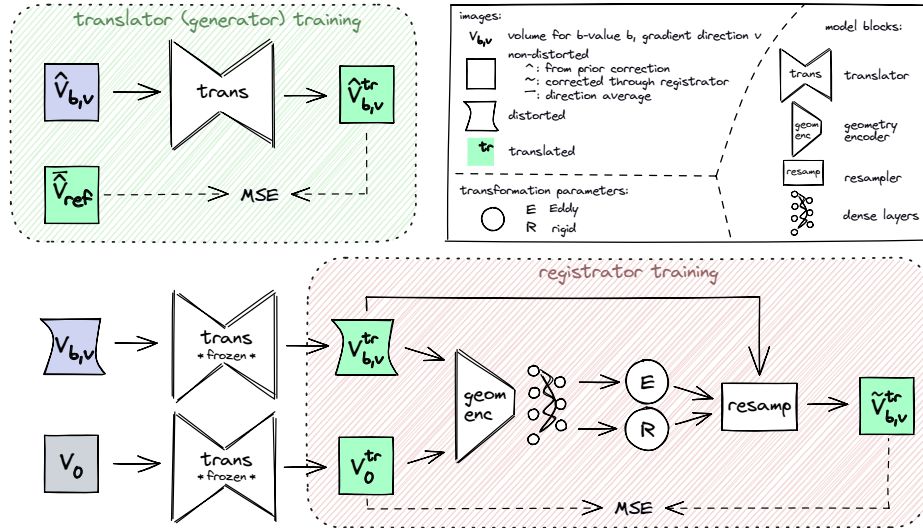 translator (generator) training
V̂b,v
trans
V̂ᵗʳb,v
V̂̄ref
MSE
images:
Vb,v volume for b-value b, gradient direction v
non-distorted
^: from prior correction
~: corrected through registrator
—: direction average
distorted
tr translated
transformation parameters:
E Eddy
R rigid
model blocks:
trans translator
geom
enc
geometry
encoder
resamp resampler
dense layers
registrator training
Vb,v
trans
*frozen*
Vᵗʳb,v
geom
enc
E
R
resamp
Ṽᵗʳb,v
V0
trans
*frozen*
Vᵗʳ0
MSE